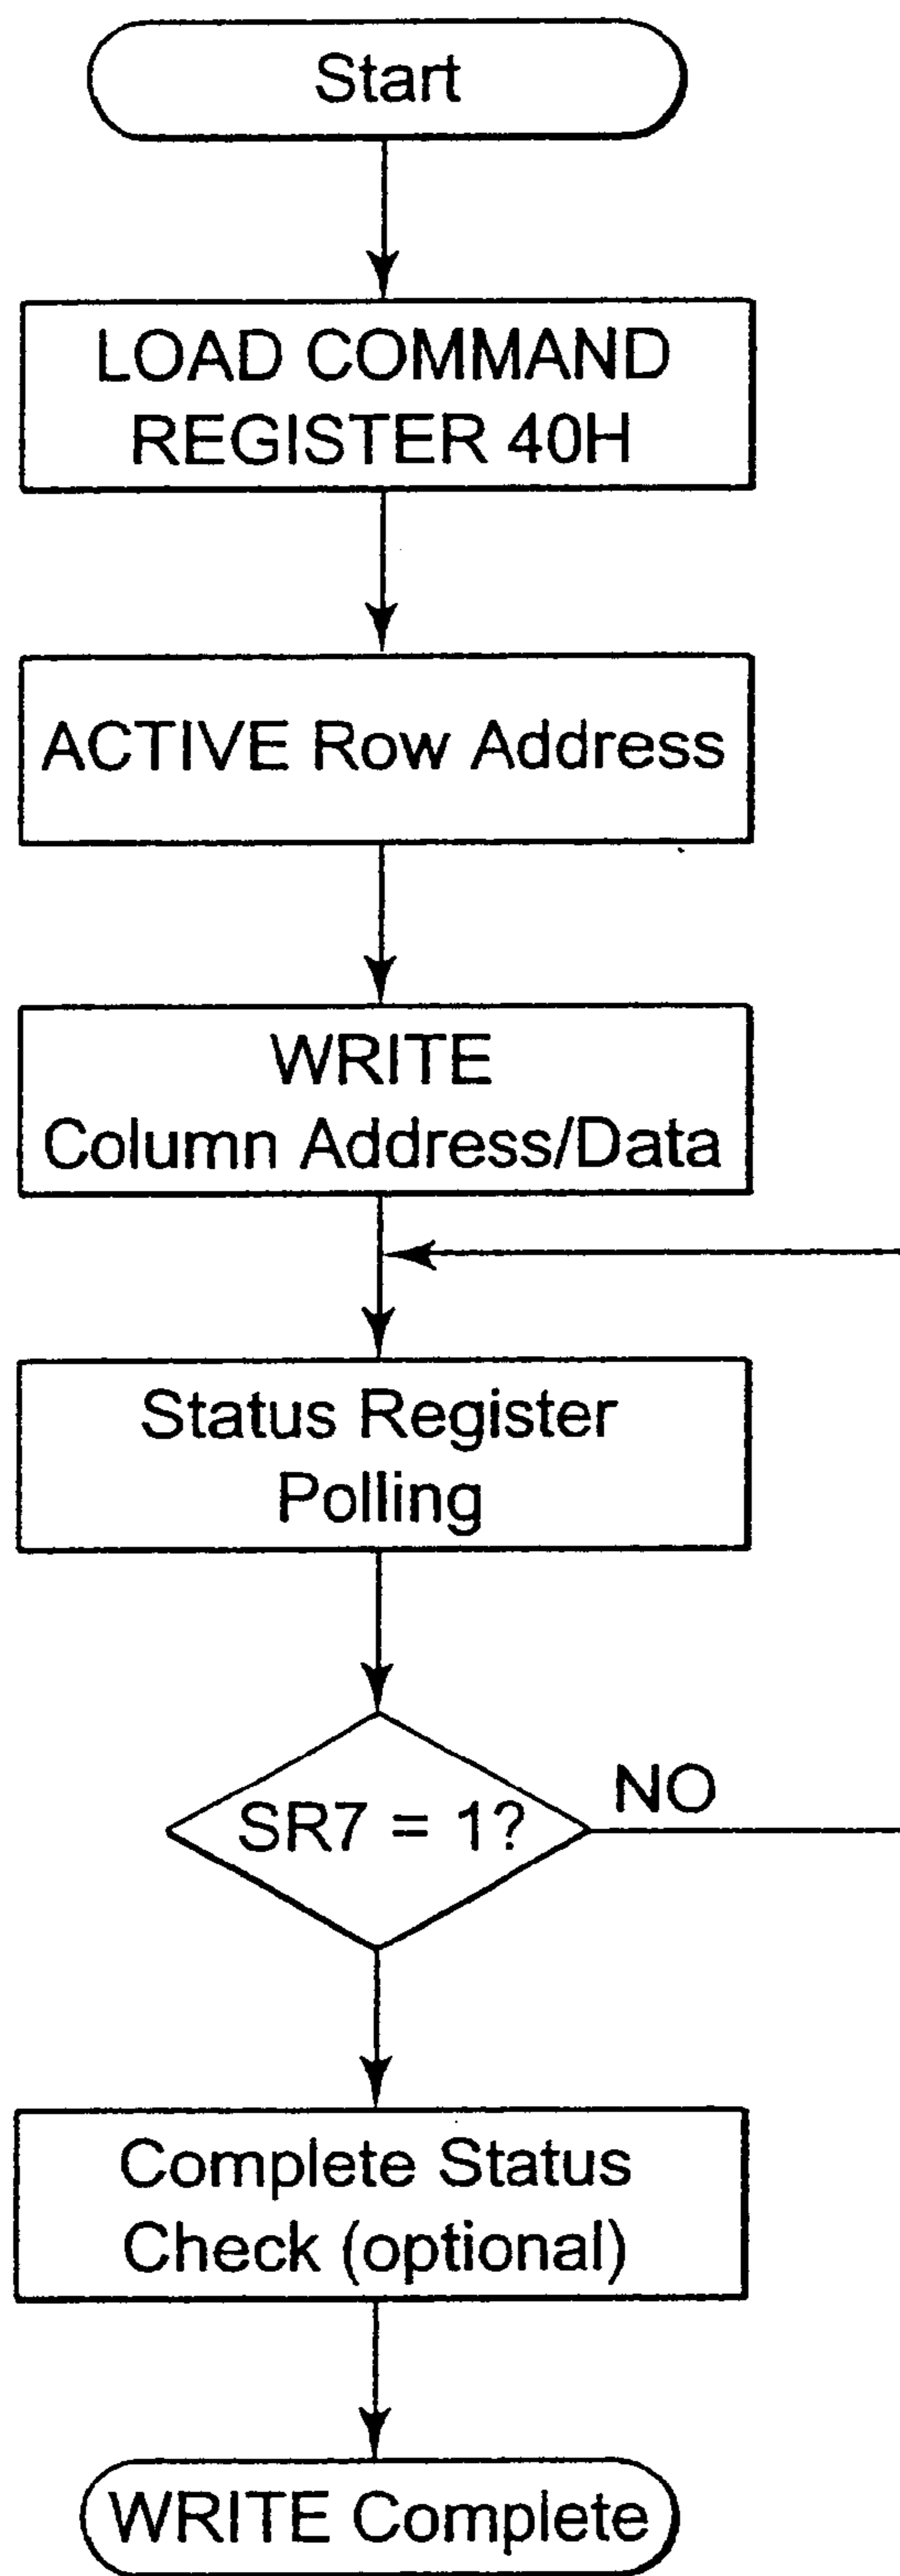 Start
LOAD COMMAND
REGISTER 40H
ACTIVE Row Address
WRITE
Column Address/Data
Status Register
Polling
SR7 = 1?
NO
Complete Status
Check (optional)
WRITE Complete